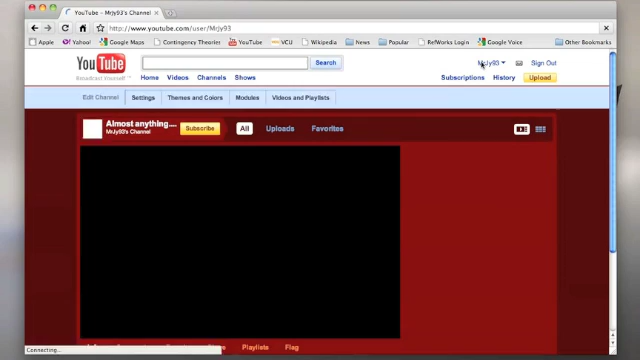 YouTube – MrJy93's Channel
http://www.youtube.com/user/MrJy93
Apple Yahoo! Google Maps Contingency Theorier YouTube VCU Wikipedia News Popular RefWorks Login Google Voice Other Bookmarks
YouTube Search MrJy93 Sign Out
Broadcast Yourself™ Home Videos Channels Shows Subscriptions History Upload
Edit Channel Settings Themes and Colors Modules Videos and Playlists
Almost anything.... Subscribe All Uploads Favorites
MrJy93's Channel
Playlists Flag
Connecting...